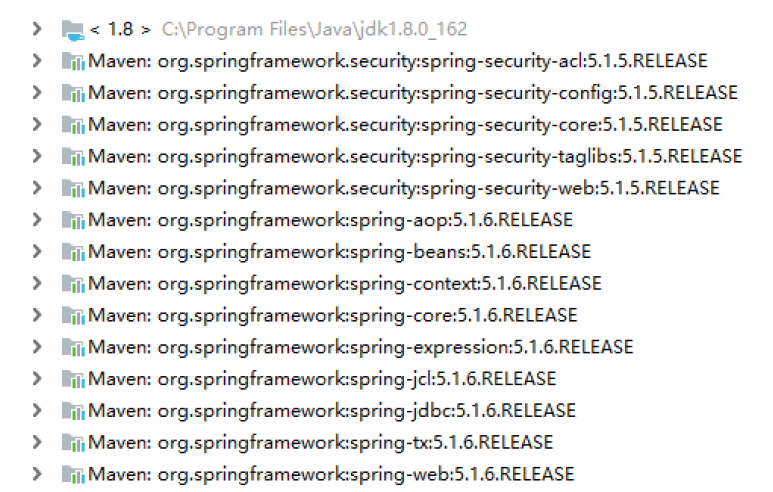 < 1.8 > C:\Program Files\Java\jdk1.8.0_162
Maven: org.springframework.security:spring-security-acl:5.1.5.RELEASE
Maven: org.springframework.security:spring-security-config:5.1.5.RELEASE
Maven: org.springframework.security:spring-security-core:5.1.5.RELEASE
Maven: org.springframework.security:spring-security-taglibs:5.1.5.RELEASE
Maven: org.springframework.security:spring-security-web:5.1.5.RELEASE
Maven: org.springframework:spring-aop:5.1.6.RELEASE
Maven: org.springframework:spring-beans:5.1.6.RELEASE
Maven: org.springframework:spring-context:5.1.6.RELEASE
Maven: org.springframework:spring-core:5.1.6.RELEASE
Maven: org.springframework:spring-expression:5.1.6.RELEASE
Maven: org.springframework:spring-jcl:5.1.6.RELEASE
Maven: org.springframework:spring-jdbc:5.1.6.RELEASE
Maven: org.springframework:spring-tx:5.1.6.RELEASE
Maven: org.springframework:spring-web:5.1.6.RELEASE